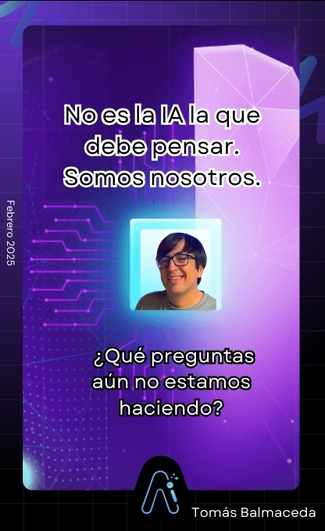 No es la IA la que
debe pensar.
Somos nosotros.
Febrero 2025
¿Qué preguntas
aún no estamos
haciendo?
Tomás Balmaceda